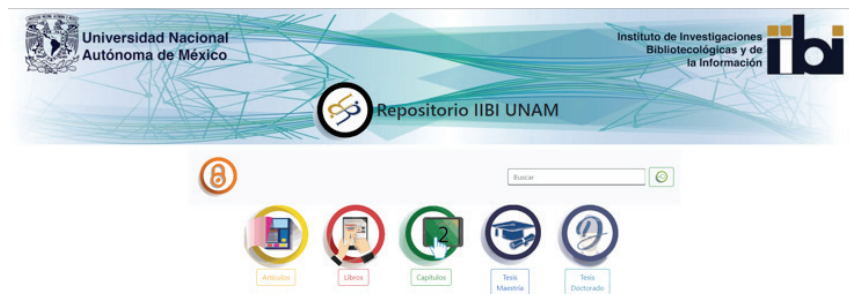 Universidad Nacional
Autónoma de México
Instituto de Investigaciones
Bibliotecológicas y de
la Información
iibi
Repositorio IIBI UNAM
Buscar
2
Artículos
Libros
Capítulos
Tesis
Maestría
Tesis
Doctorado